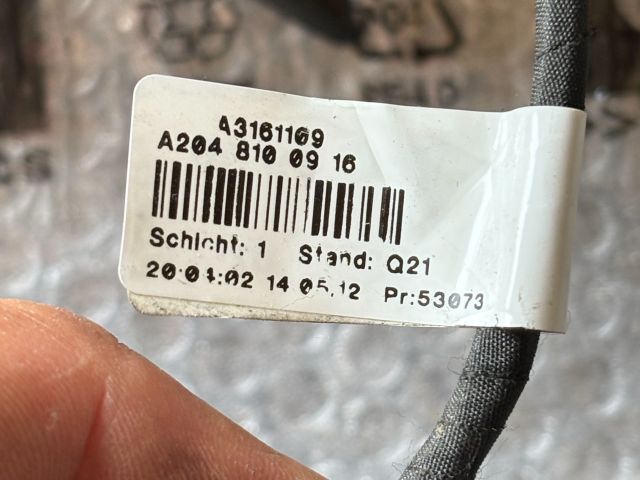 A3161169
A204 810 09 16
Schicht: 1 Stand: Q21
20:04:02 14.05.12 Pr:53073